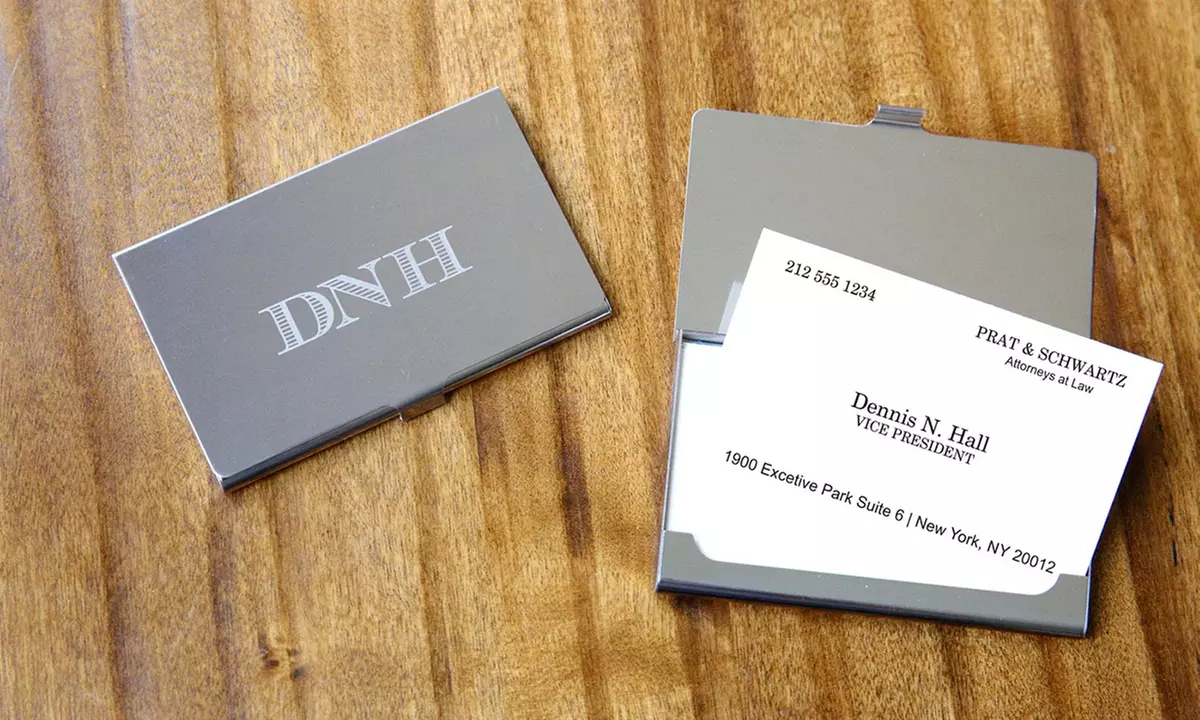 DNH
212 555 1234
PRAT & SCHWARTZ
Attorneys at Law
Dennis N. Hall
VICE PRESIDENT
1900 Excetive Park Suite 6 | New York, NY 20012